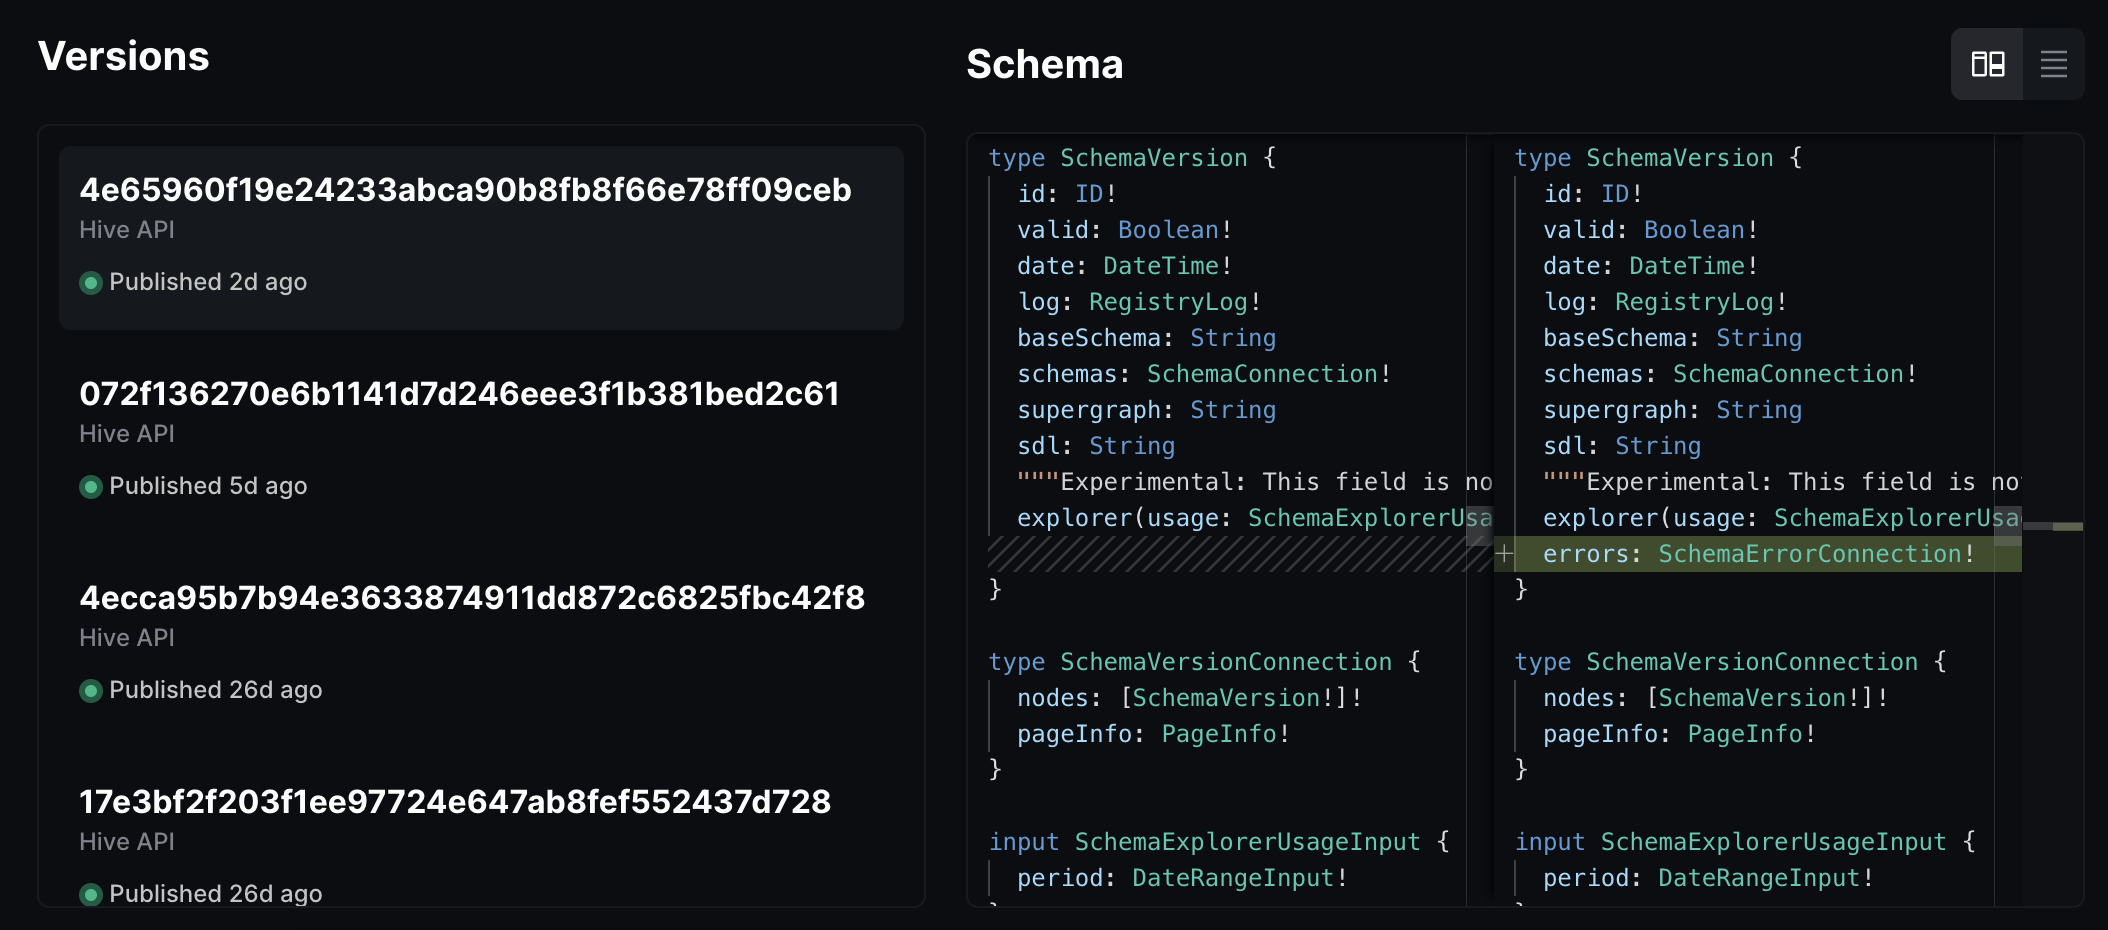 Versions
4e65960f19e24233abca90b8fb8f66e78ff09ceb
Hive API
Published 2d ago
072f136270e6b1141d7d246eee3f1b381bed2c61
Hive API
Published 5d ago
4ecca95b7b94e3633874911dd872c6825fbc42f8
Hive API
Published 26d ago
17e3bf2f203f1ee97724e647ab8fef552437d728
Hive API
Published 26d ago
Schema
type SchemaVersion {
id: ID!
valid: Boolean!
date: DateTime!
log: RegistryLog!
baseSchema: String
schemas: SchemaConnection!
supergraph: String
sdl: String
"""Experimental: This field is no
explorer(usage: SchemaExplorerUsa
}
type SchemaVersionConnection {
nodes: [SchemaVersion!]!
pageInfo: PageInfo!
}
input SchemaExplorerUsageInput {
period: DateRangeInput!
type SchemaVersion {
id: ID!
valid: Boolean!
date: DateTime!
log: RegistryLog!
baseSchema: String
schemas: SchemaConnection!
supergraph: String
sdl: String
"""Experimental: This field is no
explorer(usage: SchemaExplorerUsa
+ errors: SchemaErrorConnection!
}
type SchemaVersionConnection {
nodes: [SchemaVersion!]!
pageInfo: PageInfo!
}
input SchemaExplorerUsageInput {
period: DateRangeInput!